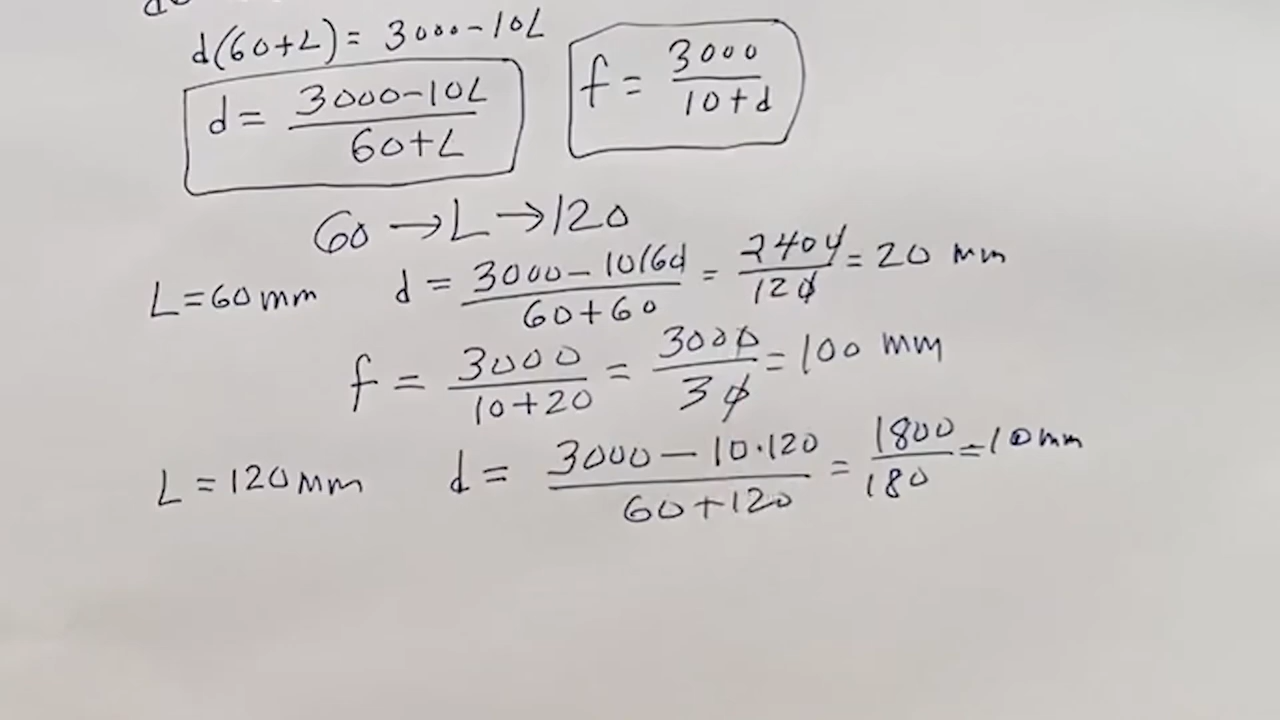 d(60+L) = 3000-10L
d = (3000-10L)/(60+L)
f = 3000/(10+d)
60 → L → 120
L = 60mm d = (3000-10(60))/(60+60) = 2400/120 = 20 mm
f = 3000/(10+20) = 3000/30 = 100 mm
L = 120mm d = (3000-10·120)/(60+120) = 1800/180 = 10mm